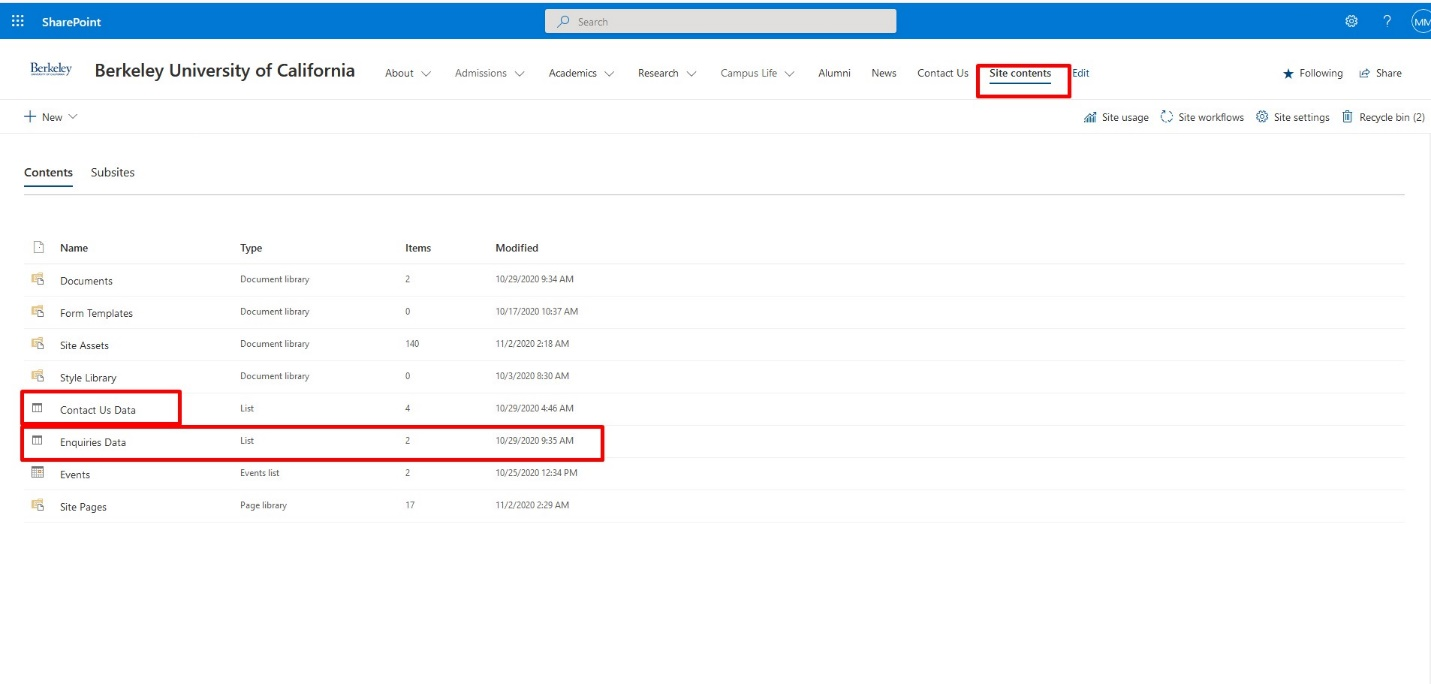 SharePoint Search ? MM
Berkeley Berkeley University of California About Admissions Academics Research Campus Life Alumni News Contact Us Site contents Edit Following Share
UNIVERSITY OF CALIFORNIA
+ New Site usage Site workflows Site settings Recycle bin (2)
Contents Subsites
Name Type Items Modified
Documents Document library 2 10/29/2020 9:34 AM
Form Templates Document library 0 10/17/2020 10:37 AM
Site Assets Document library 140 11/2/2020 2:18 AM
Style Library Document library 0 10/3/2020 8:30 AM
Contact Us Data List 4 10/29/2020 4:46 AM
Enquiries Data List 2 10/29/2020 9:35 AM
Events Events list 2 10/25/2020 12:34 PM
Site Pages Page library 17 11/2/2020 2:29 AM